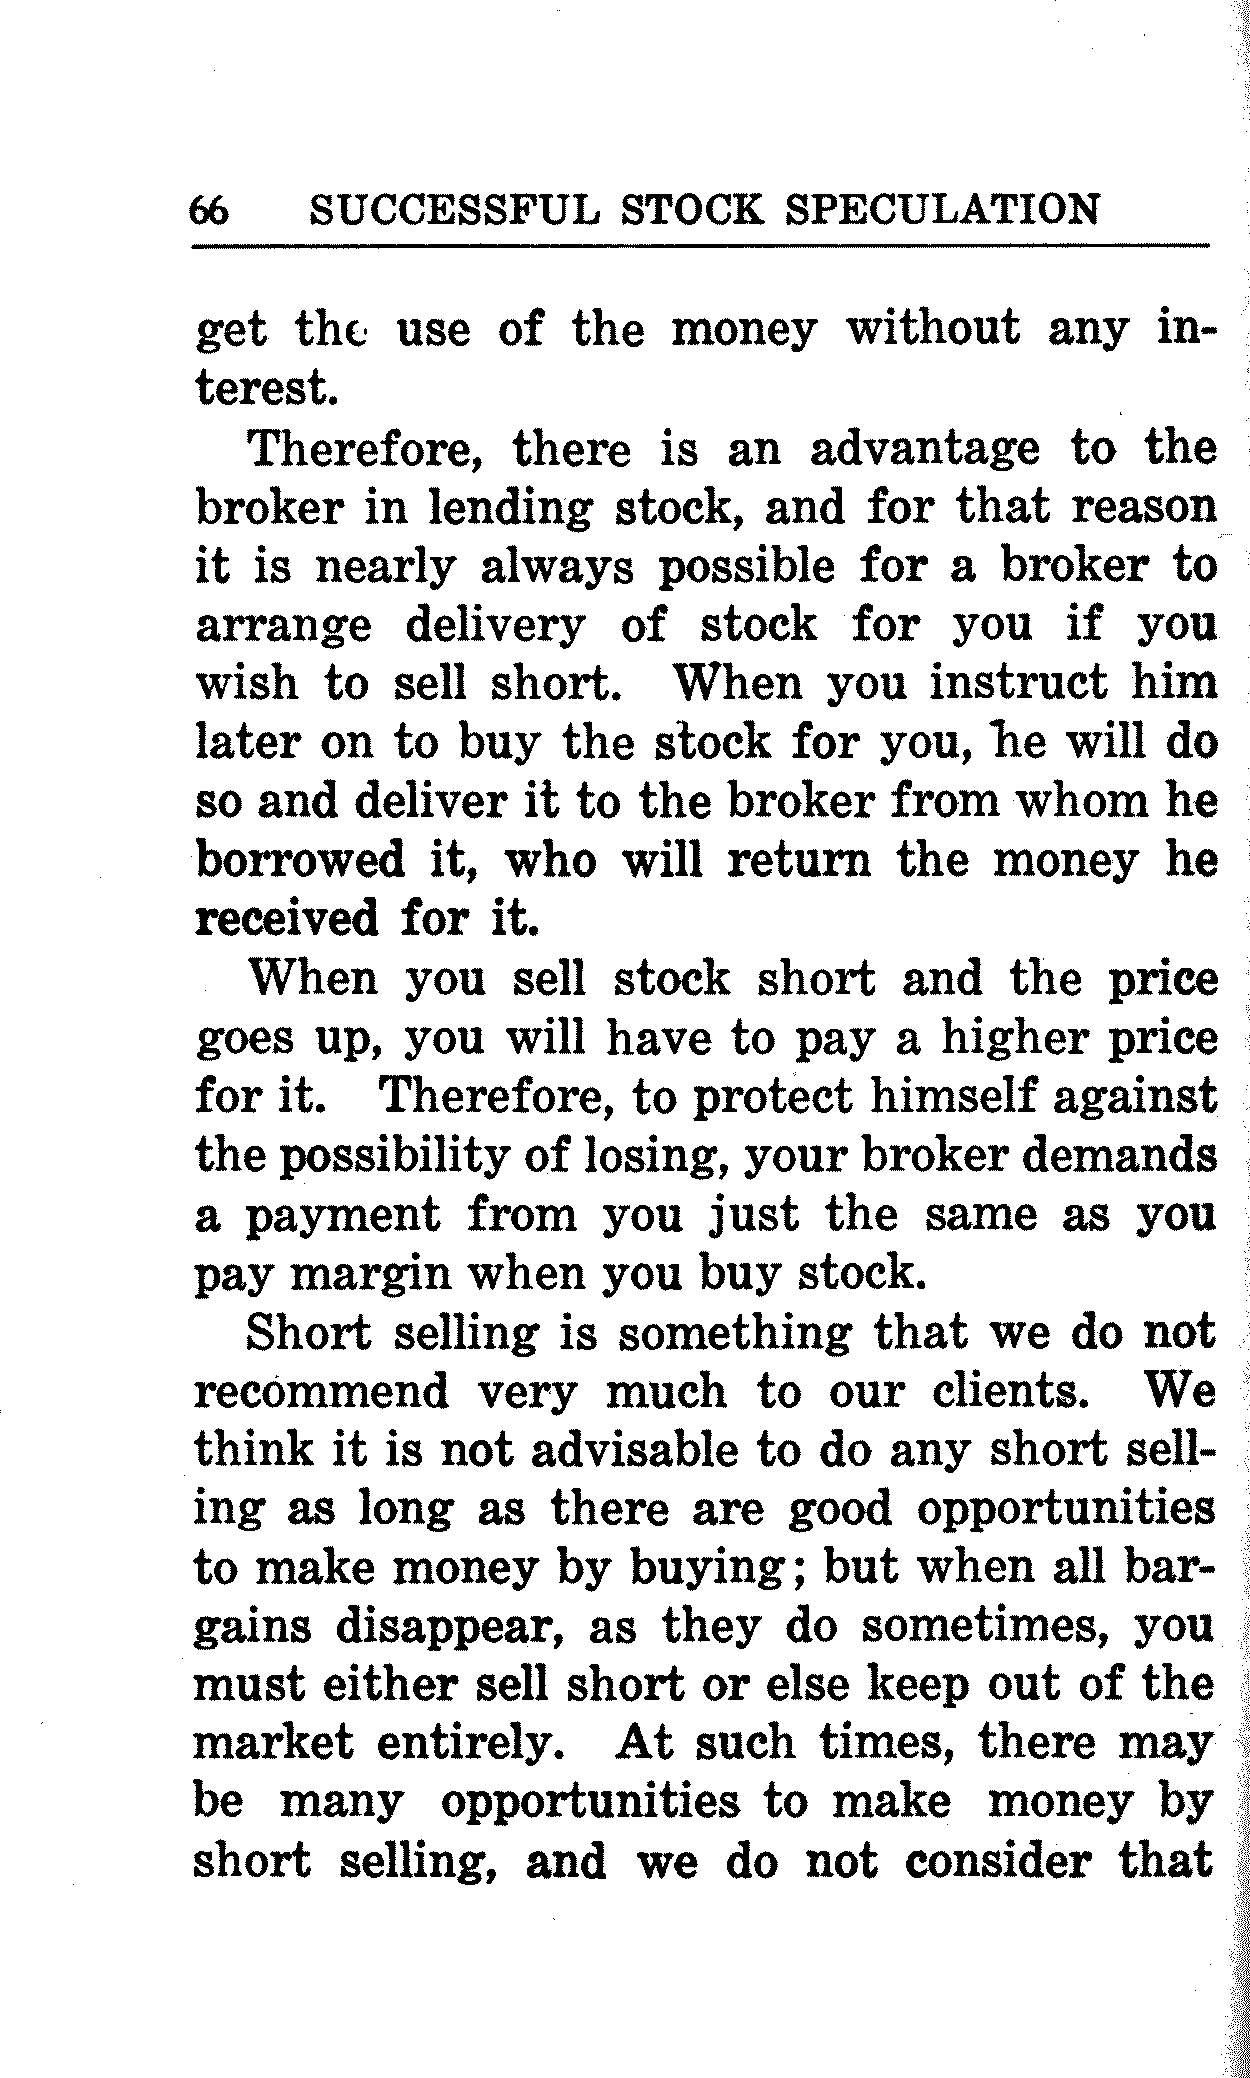 66 SUCCESSFUL STOCK SPECULATION
get the use of the money without any in-
terest.
Therefore, there is an advantage to the
broker in lending stock, and for that reason
it is nearly always possible for a broker to
arrange delivery of stock for you if you
wish to sell short. When you instruct him
later on to buy the stock for you, he will do
so and deliver it to the broker from whom he
borrowed it, who will return the money he
received for it.
When you sell stock short and the price
goes up, you will have to pay a higher price
for it. Therefore, to protect himself against
the possibility of losing, your broker demands
a payment from you just the same as you
pay margin when you buy stock.
Short selling is something that we do not
recommend very much to our clients. We
think it is not advisable to do any short sell-
ing as long as there are good opportunities
to make money by buying; but when all bar-
gains disappear, as they do sometimes, you
must either sell short or else keep out of the
market entirely. At such times, there may
be many opportunities to make money by
short selling, and we do not consider that